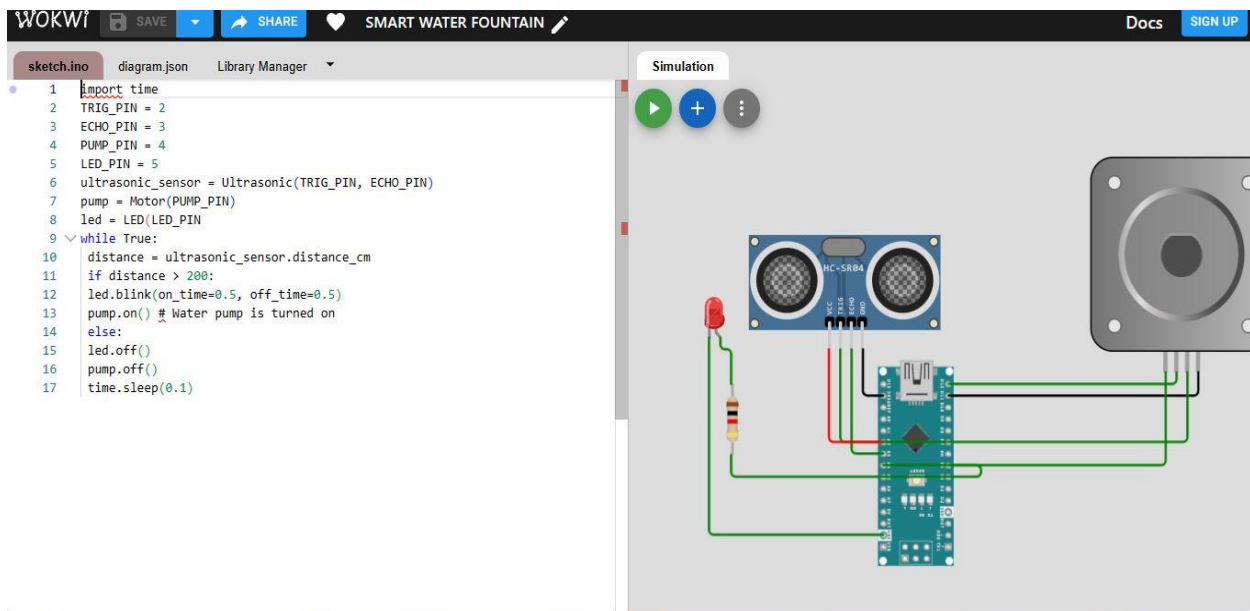 WOKWI SAVE SHARE SMART WATER FOUNTAIN Docs SIGN UP
sketch.ino diagram.json Library Manager
Simulation
1 import time
2 TRIG_PIN = 2
3 ECHO_PIN = 3
4 PUMP_PIN = 4
5 LED_PIN = 5
6 ultrasonic_sensor = Ultrasonic(TRIG_PIN, ECHO_PIN)
7 pump = Motor(PUMP_PIN)
8 led = LED(LED_PIN
9 while True:
10 distance = ultrasonic_sensor.distance_cm
11 if distance > 200:
12 led.blink(on_time=0.5, off_time=0.5)
13 pump.on() # Water pump is turned on
14 else:
15 led.off()
16 pump.off()
17 time.sleep(0.1)
HC-SR04
VCC
TRIG
ECHO
GND